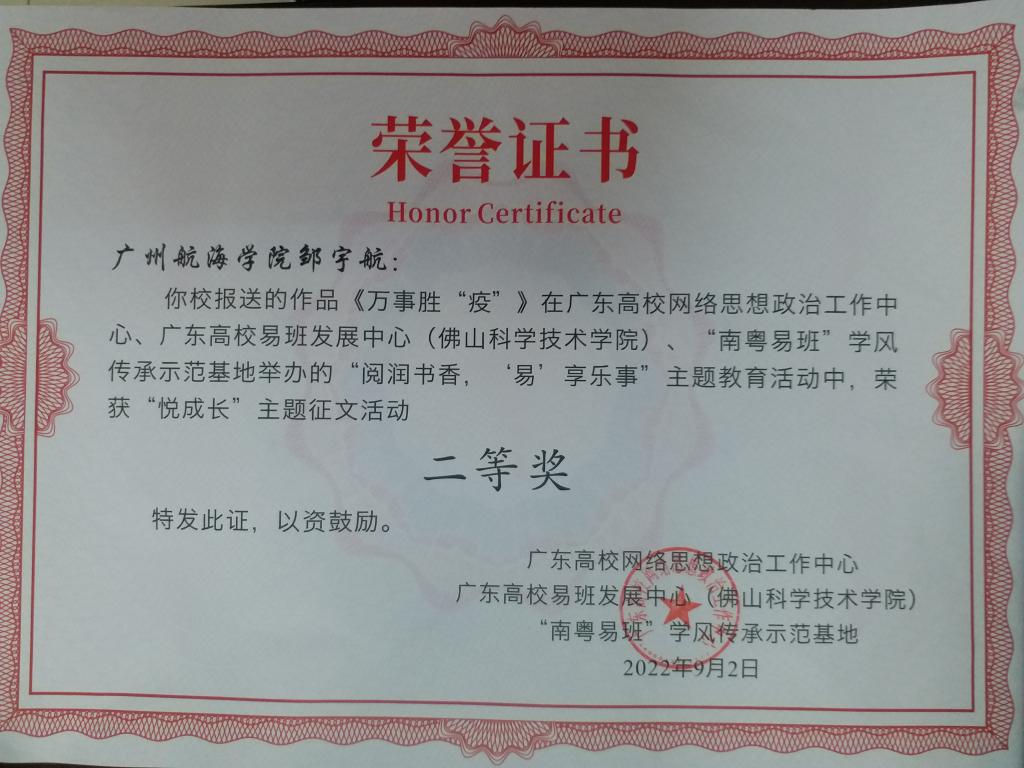 荣誉证书
Honor Certificate
广州航海学院邹宇航：
你校报送的作品《万事胜“疫”》在广东高校网络思想政治工作中
心、广东高校易班发展中心（佛山科学技术学院）、“南粤易班”学风
传承示范基地举办的“阅润书香，‘易’享乐事”主题教育活动中，荣
获“悦成长”主题征文活动
二等奖
特发此证，以资鼓励。
广东高校网络思想政治工作中心
广东高校易班发展中心（佛山科学技术学院）
“南粤易班”学风传承示范基地
2022年9月2日